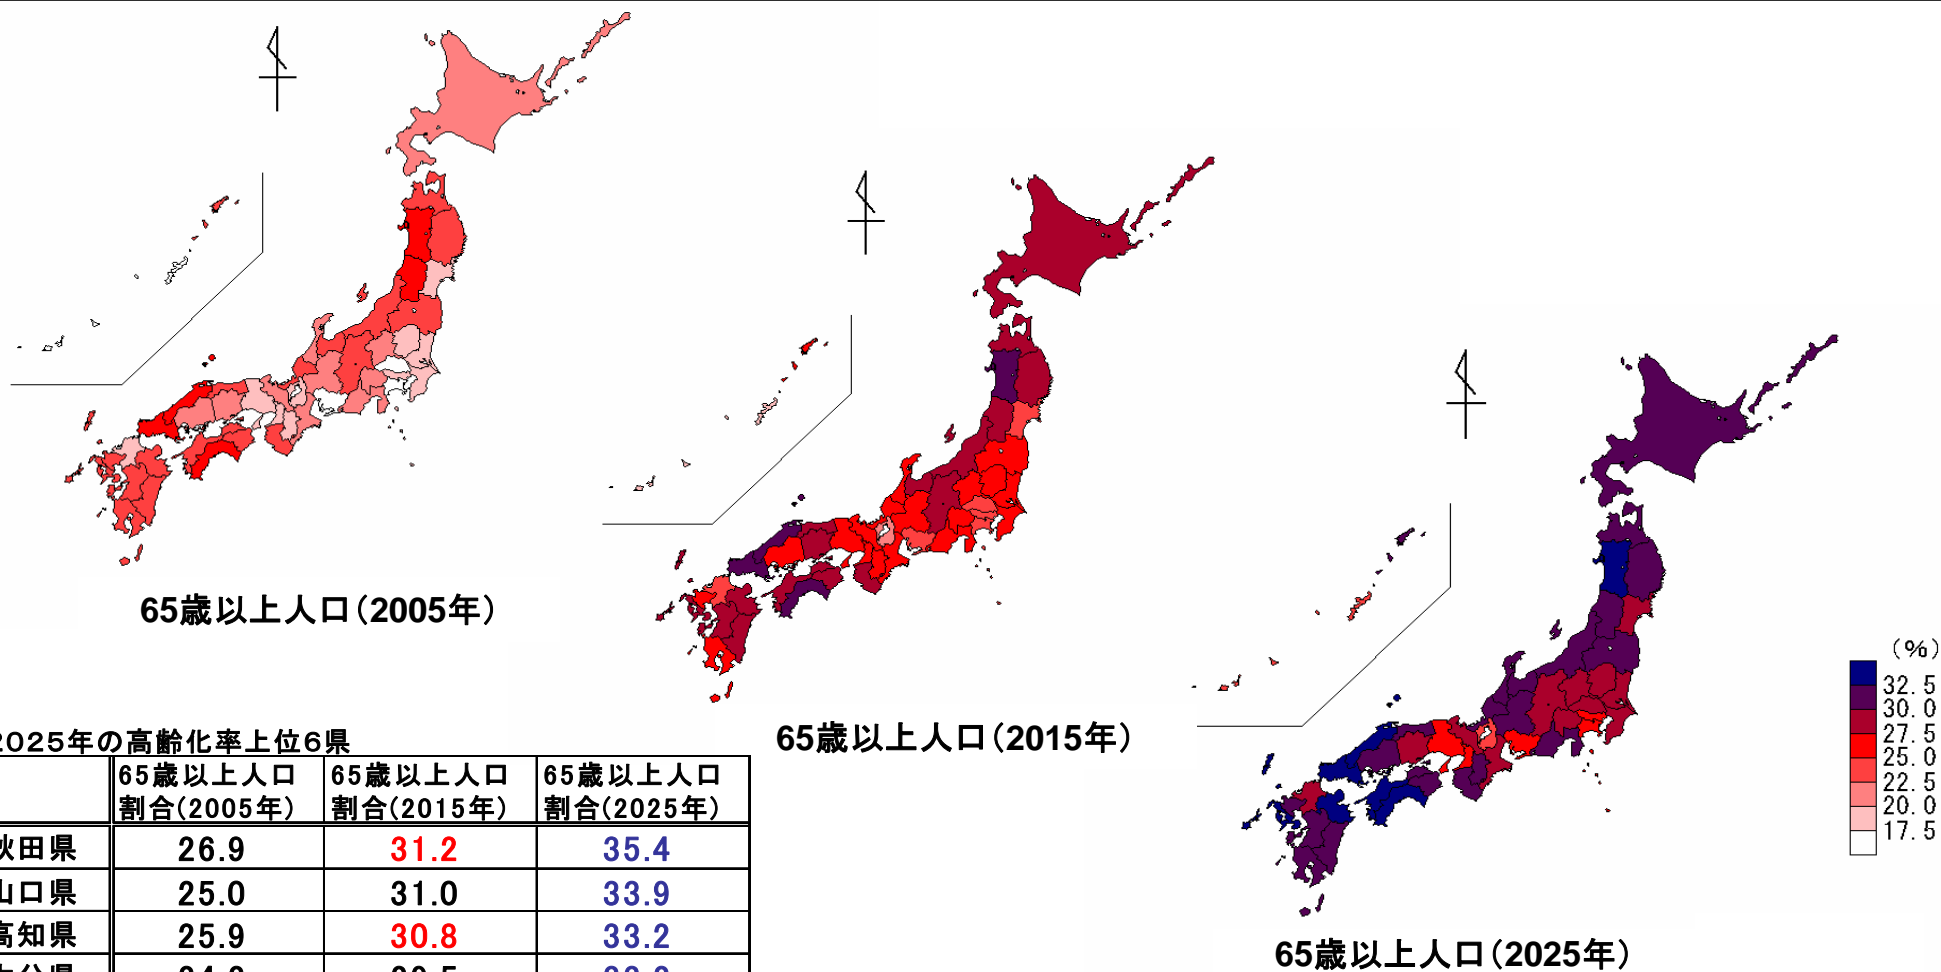 65歳以上人口(2005年)
65歳以上人口(2015年)
65歳以上人口(2025年)
(%)
32.5
30.0
27.5
25.0
22.5
20.0
17.5
2025年の高齢化率上位6県
65歳以上人口 65歳以上人口 65歳以上人口
割合(2005年) 割合(2015年) 割合(2025年)
秋田県 26.9 31.2 35.4
山口県 25.0 31.0 33.9
高知県 25.9 30.8 33.2